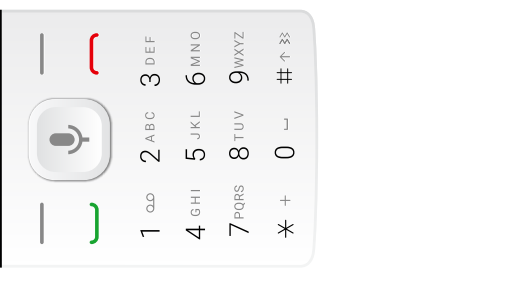 1
2 ABC
3 DEF
4 GHI
5 JKL
6 MNO
7 PQRS
8 TUV
9 WXYZ
* +
0
#